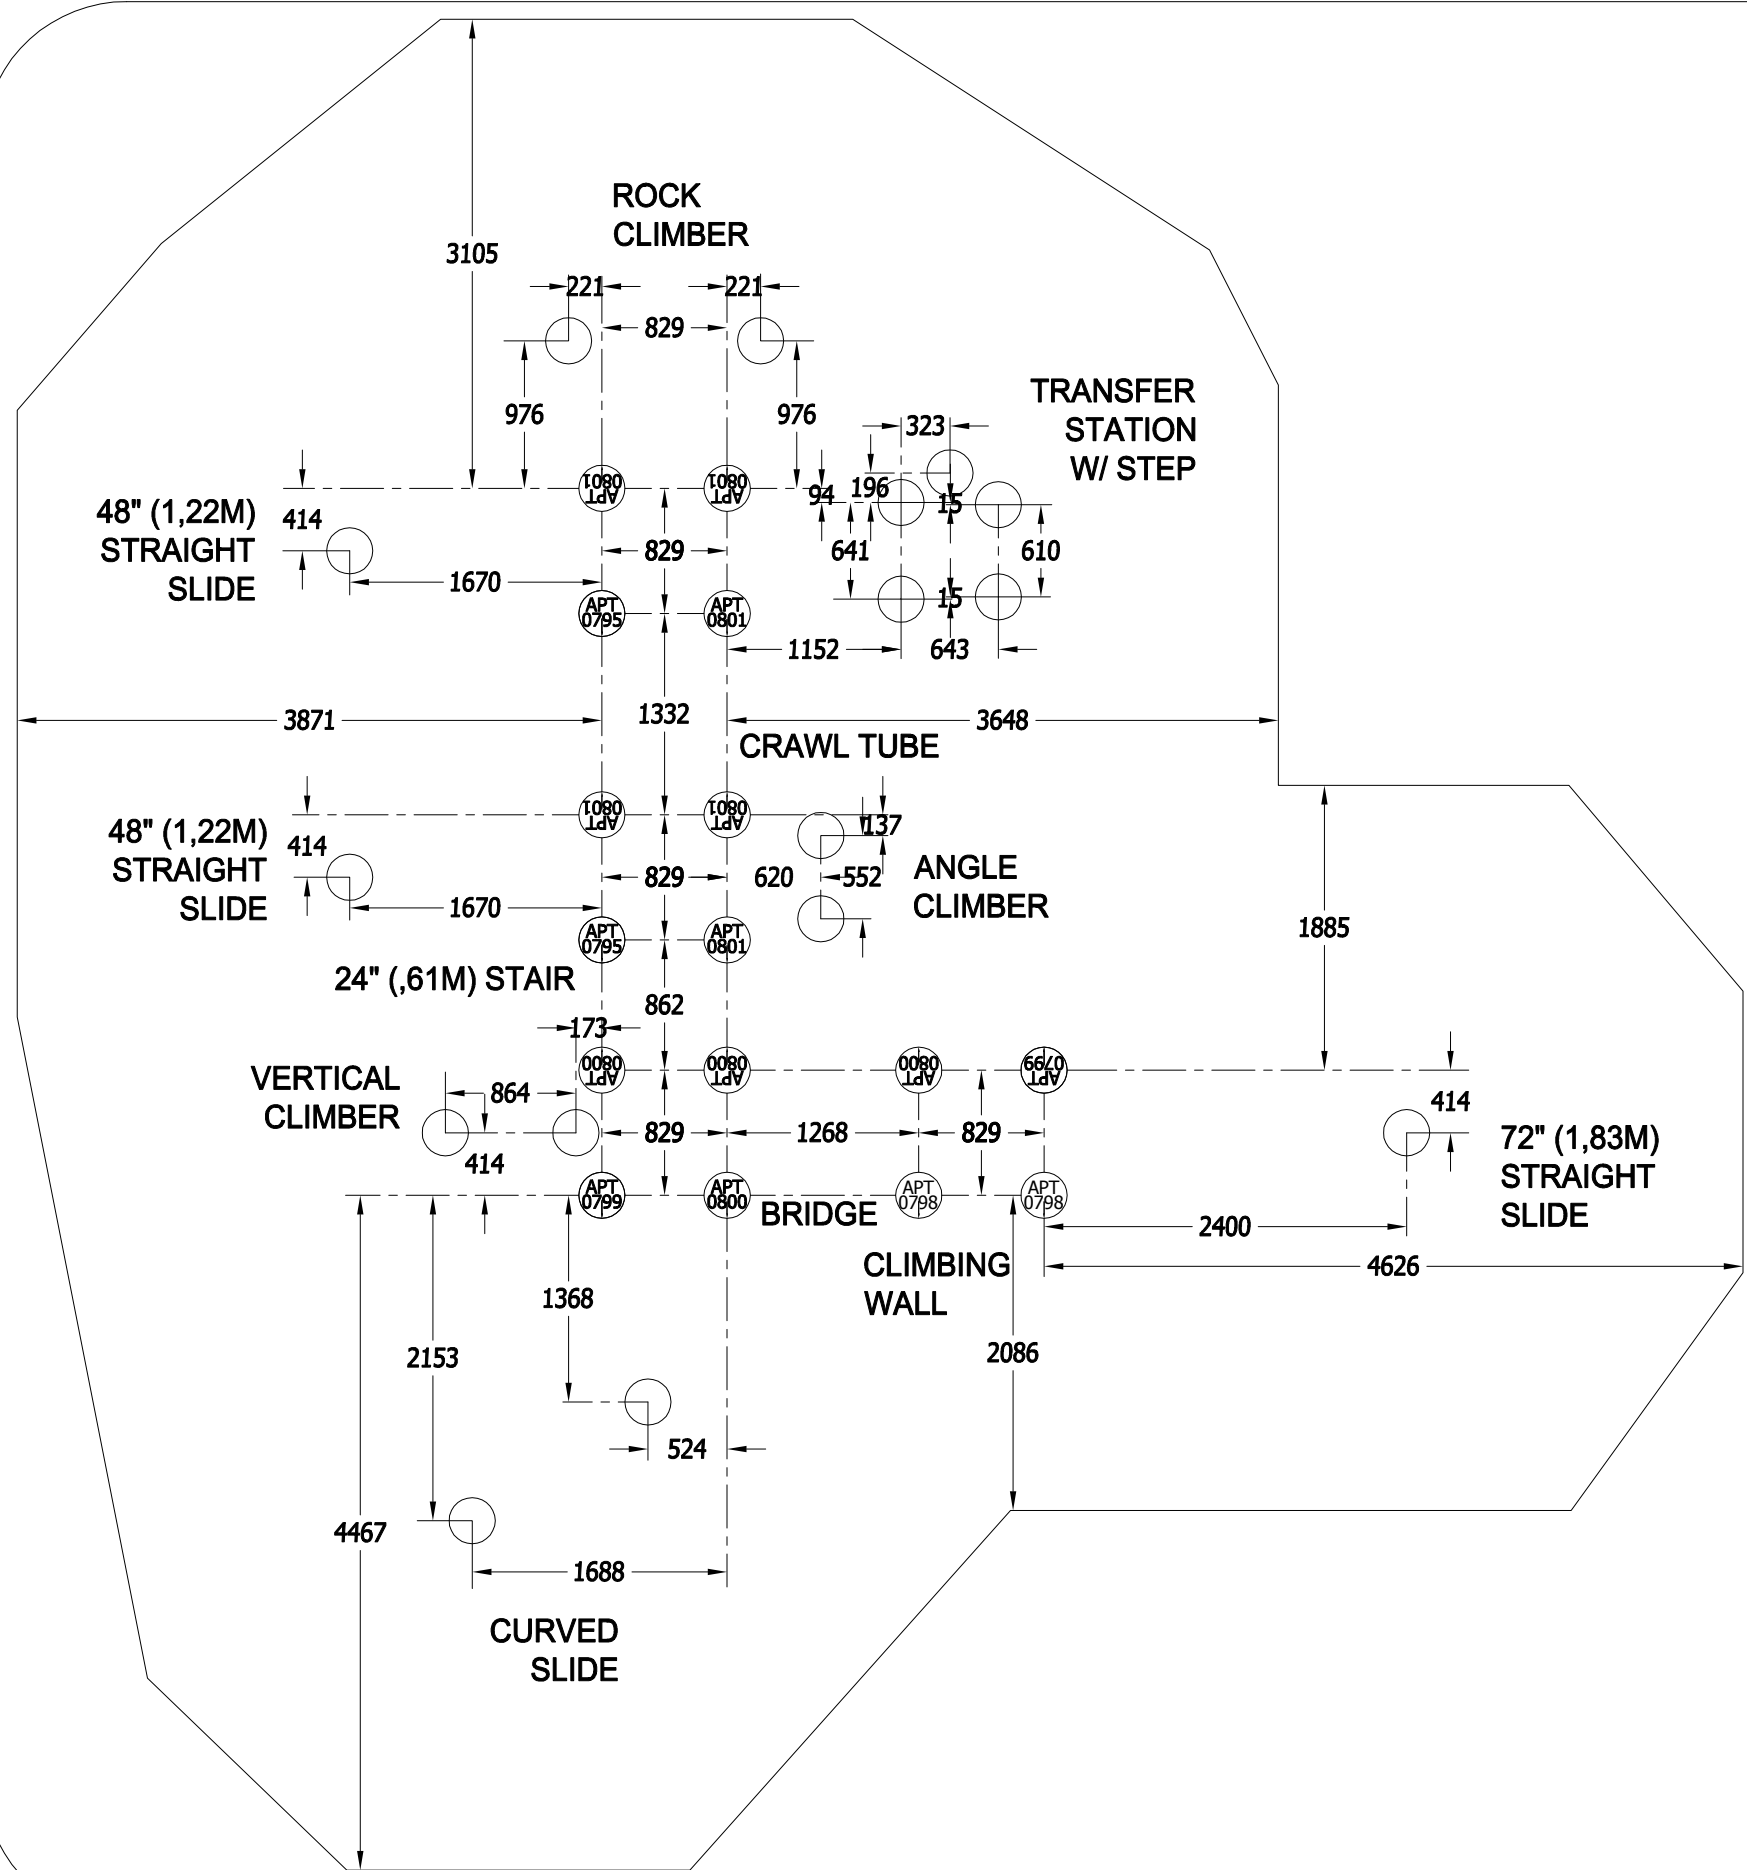 ROCK
CLIMBER
3105
221
221
829
976
976
TRANSFER
STATION
W/ STEP
323
196
94
15
APT
0801
APT
0801
48" (1,22M)
STRAIGHT
SLIDE
414
829
641
610
1670
15
APT
0795
APT
0801
1152
643
3871
1332
3648
CRAWL TUBE
APT
0801
APT
0801
137
48" (1,22M)
STRAIGHT
SLIDE
414
829
620
552
ANGLE
CLIMBER
1670
1885
APT
0795
APT
0801
24" (,61M) STAIR
862
173
APT
0800
APT
0800
APT
0800
APT
0799
VERTICAL
CLIMBER
864
414
829
1268
829
414
72" (1,83M)
STRAIGHT
SLIDE
APT
0799
APT
0800
APT
0798
APT
0798
BRIDGE
2400
CLIMBING
WALL
4626
1368
2153
2086
524
4467
1688
CURVED
SLIDE